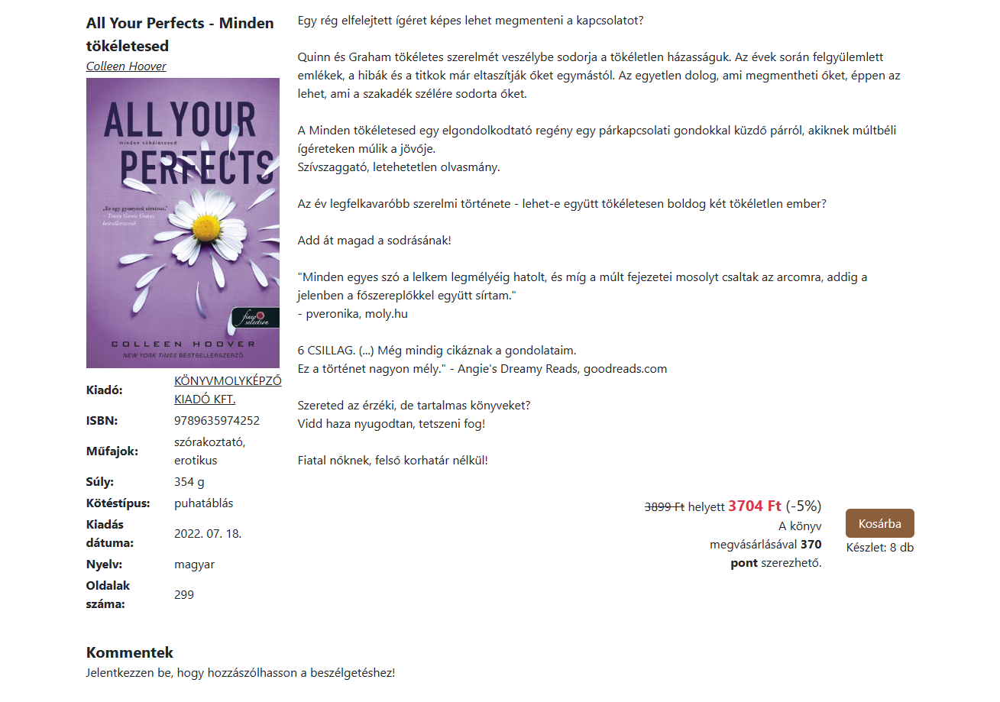 All Your Perfects - Minden
tökéletesed
Colleen Hoover
ALL YOUR
minden tökéletesed
PERFECTS
„Ez egy gyönyörű történet."
– Tracey Garvis Graves,
bestsellerszerző
finest
selection
COLLEEN HOOVER
NEW YORK TIMES BESTSELLERSZERZŐ
Kiadó:
KÖNYVMOLYKÉPZŐ
KIADÓ KFT.
ISBN:
9789635974252
Műfajok:
szórakoztató,
erotikus
Súly:
354 g
Kötéstípus:
puhatáblás
Kiadás
dátuma:
2022. 07. 18.
Nyelv:
magyar
Oldalak
száma:
299
Egy rég elfelejtett ígéret képes lehet megmenteni a kapcsolatot?
Quinn és Graham tökéletes szerelmét veszélybe sodorja a tökéletlen házasságuk. Az évek során felgyülemlett
emlékek, a hibák és a titkok már eltaszítják őket egymástól. Az egyetlen dolog, ami megmentheti őket, éppen az
lehet, ami a szakadék szélére sodorta őket.
A Minden tökéletesed egy elgondolkodtató regény egy párkapcsolati gondokkal küzdő párról, akiknek múltbéli
ígéreteken múlik a jövője.
Szívszaggató, letehetetlen olvasmány.
Az év legfelkavaróbb szerelmi története - lehet-e együtt tökéletesen boldog két tökéletlen ember?
Add át magad a sodrásának!
"Minden egyes szó a lelkem legmélyéig hatolt, és míg a múlt fejezetei mosolyt csaltak az arcomra, addig a
jelenben a főszereplőkkel együtt sírtam."
- pveronika, moly.hu
6 CSILLAG. (...) Még mindig cikáznak a gondolataim.
Ez a történet nagyon mély." - Angie's Dreamy Reads, goodreads.com
Szereted az érzéki, de tartalmas könyveket?
Vidd haza nyugodtan, tetszeni fog!
Fiatal nőknek, felső korhatár nélkül!
3899 Ft helyett 3704 Ft (-5%)
A könyv
megvásárlásával 370
pont szerezhető.
Kosárba
Készlet: 8 db
Kommentek
Jelentkezzen be, hogy hozzászólhasson a beszélgetéshez!